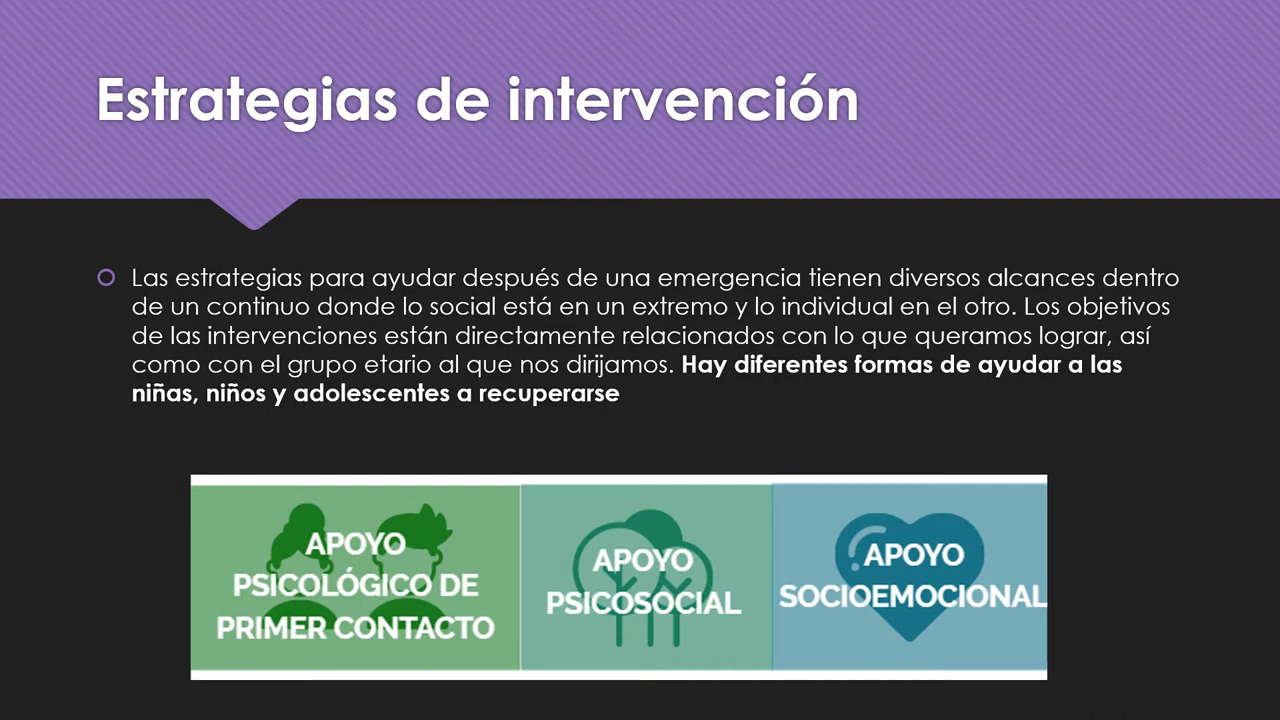 Estrategias de intervención
Las estrategias para ayudar después de una emergencia tienen diversos alcances dentro
de un continuo donde lo social está en un extremo y lo individual en el otro. Los objetivos
de las intervenciones están directamente relacionados con lo que queramos lograr, así
como con el grupo etario al que nos dirijamos. Hay diferentes formas de ayudar a las
niñas, niños y adolescentes a recuperarse
APOYO
PSICOLÓGICO DE
PRIMER CONTACTO
APOYO
PSICOSOCIAL
APOYO
SOCIOEMOCIONAL